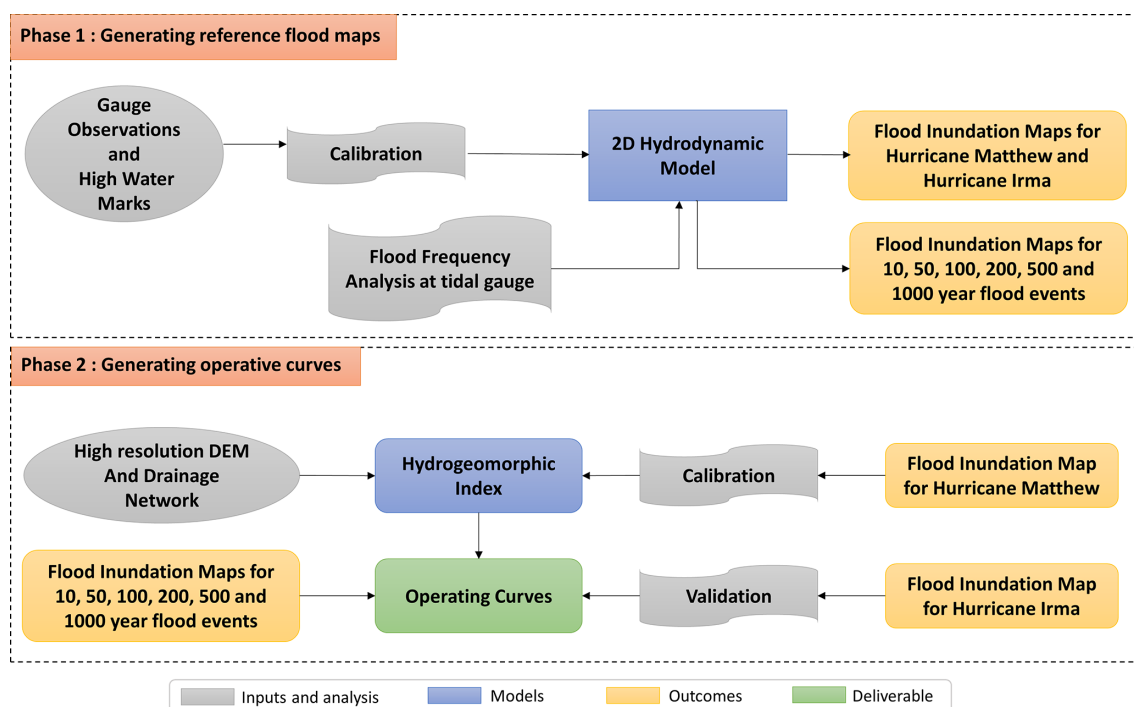 Phase 1 : Generating reference flood maps
Gauge
Observations
and
High Water
Marks
Calibration
2D Hydrodynamic
Model
Flood Inundation Maps for
Hurricane Matthew and
Hurricane Irma
Flood Frequency
Analysis at tidal gauge
Flood Inundation Maps for
10, 50, 100, 200, 500 and
1000 year flood events
Phase 2 : Generating operative curves
High resolution DEM
And Drainage
Network
Hydrogeomorphic
Index
Calibration
Flood Inundation Map
for Hurricane Matthew
Flood Inundation Maps for
10, 50, 100, 200, 500 and
1000 year flood events
Operating Curves
Validation
Flood Inundation Map
for Hurricane Irma
Inputs and analysis
Models
Outcomes
Deliverable